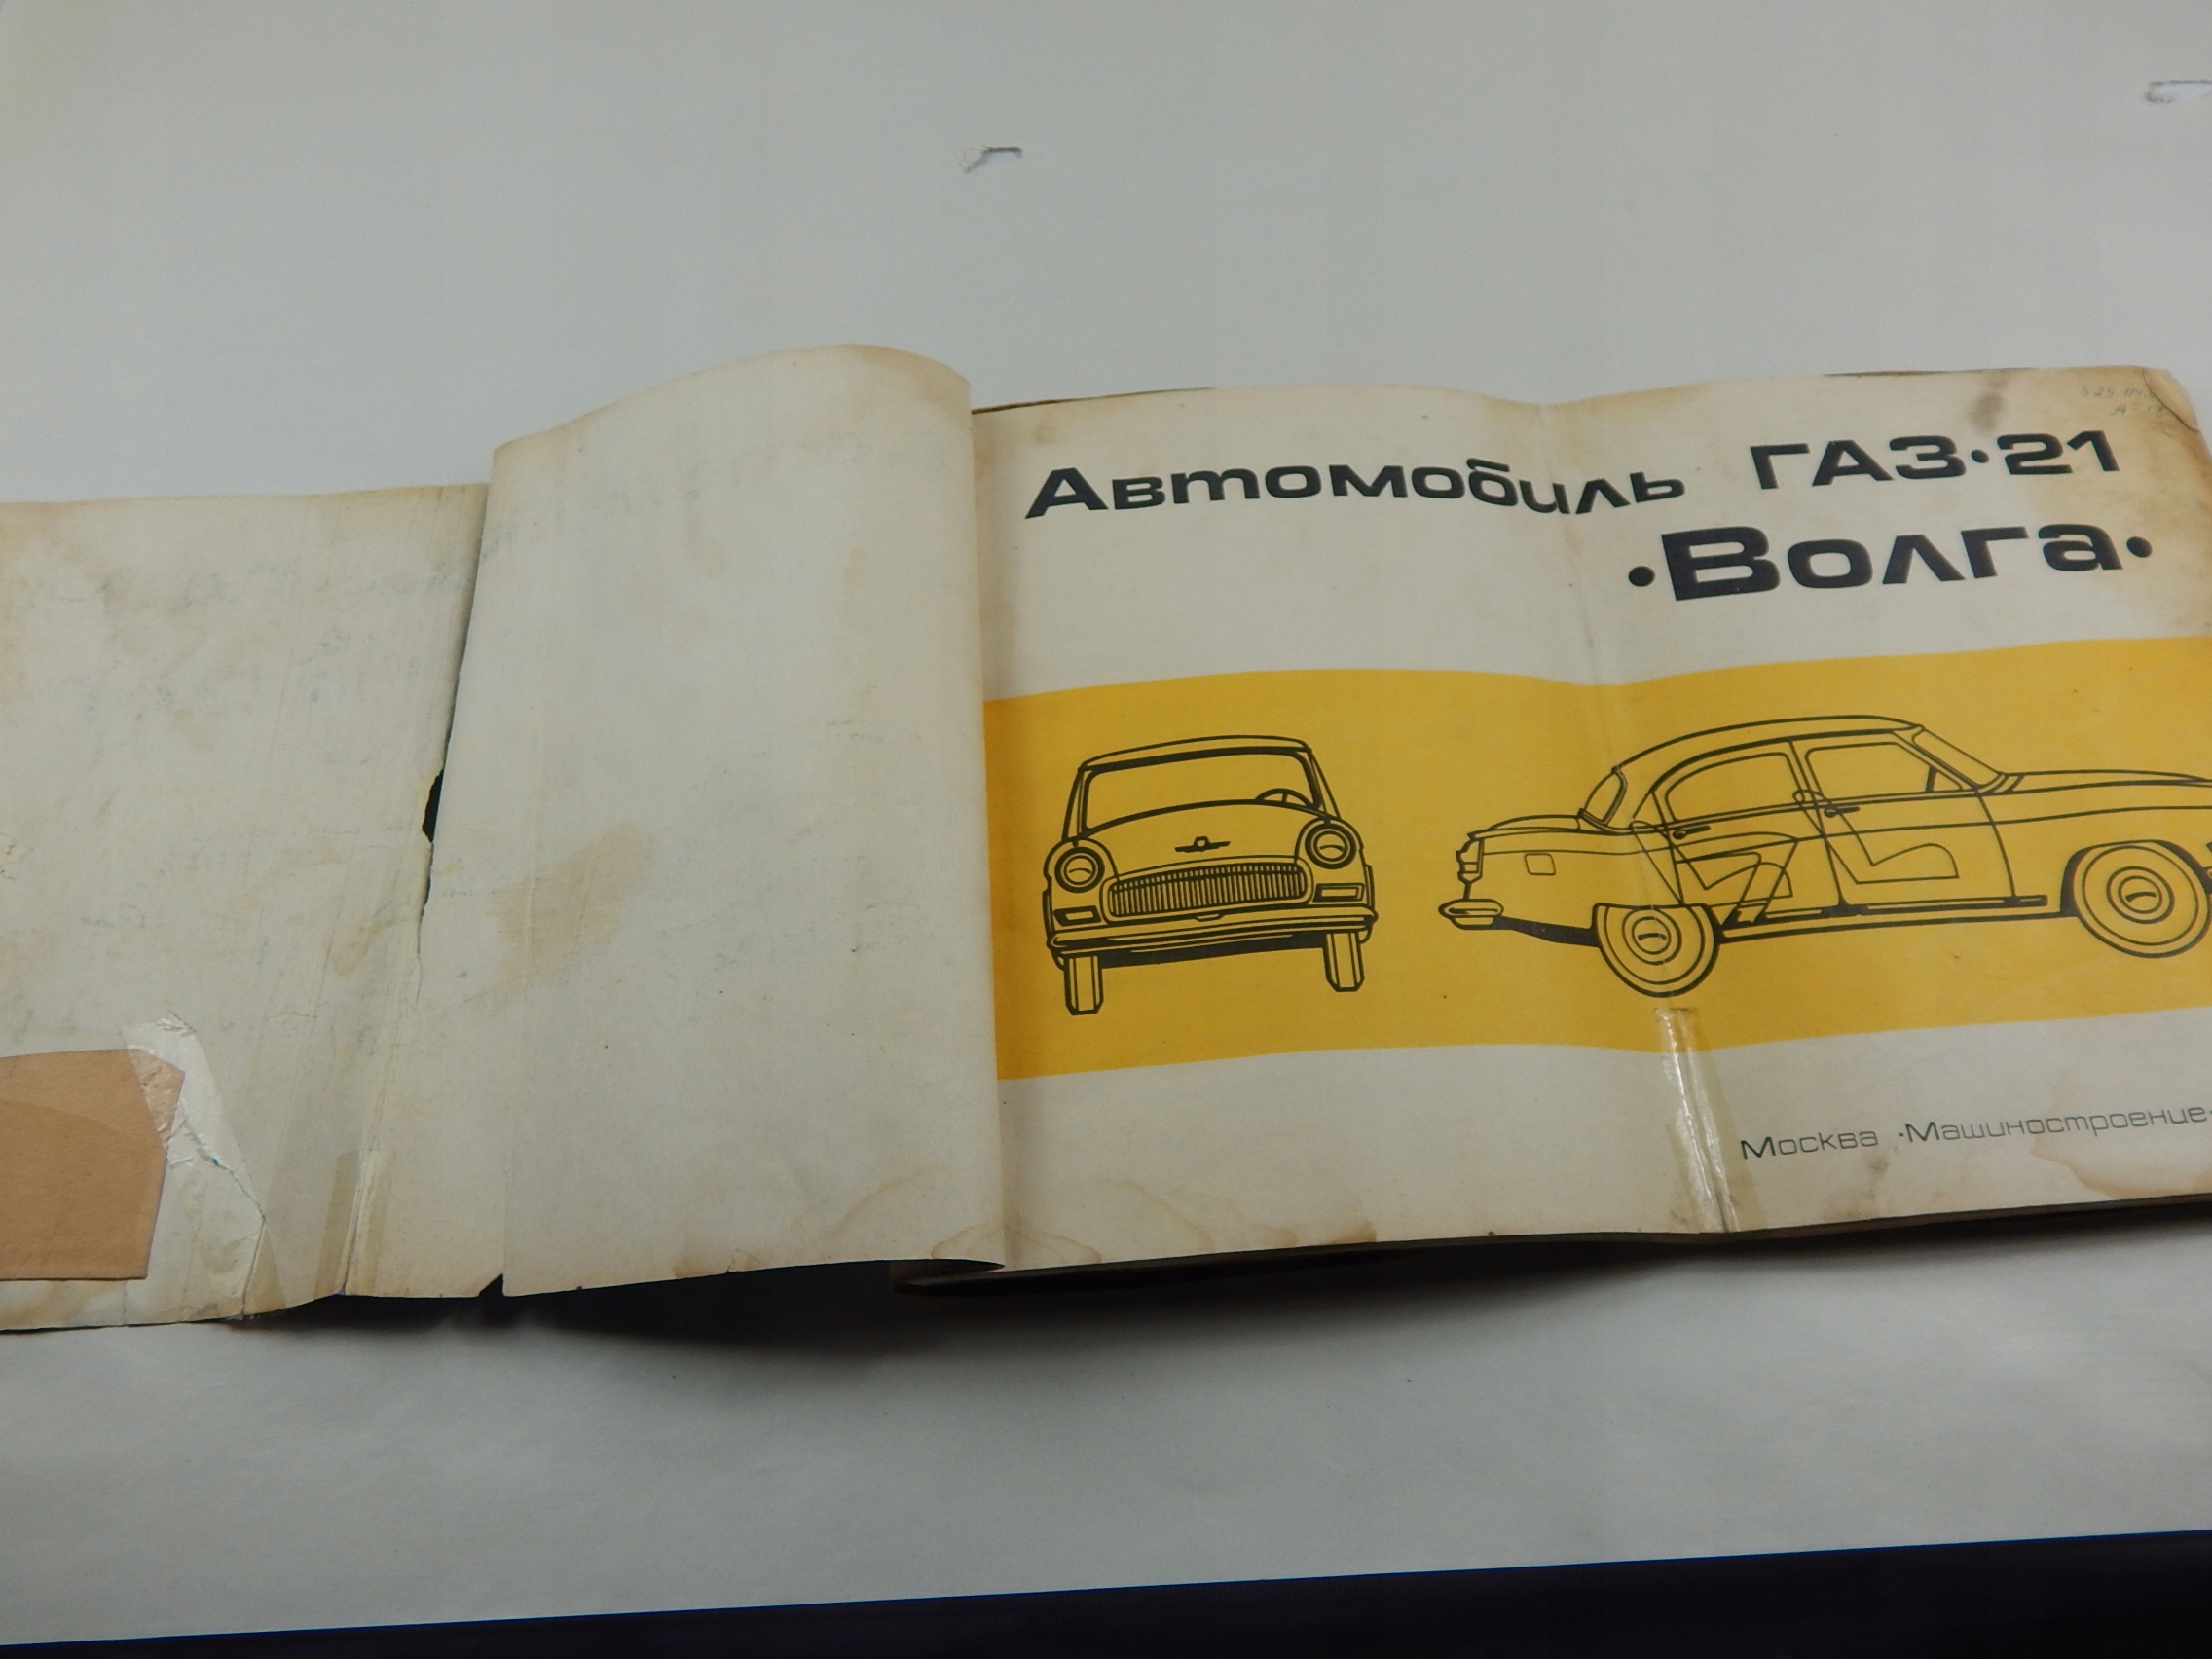 Автомобиль ГАЗ·21
·Волга·
Москва ·Машиностроение·